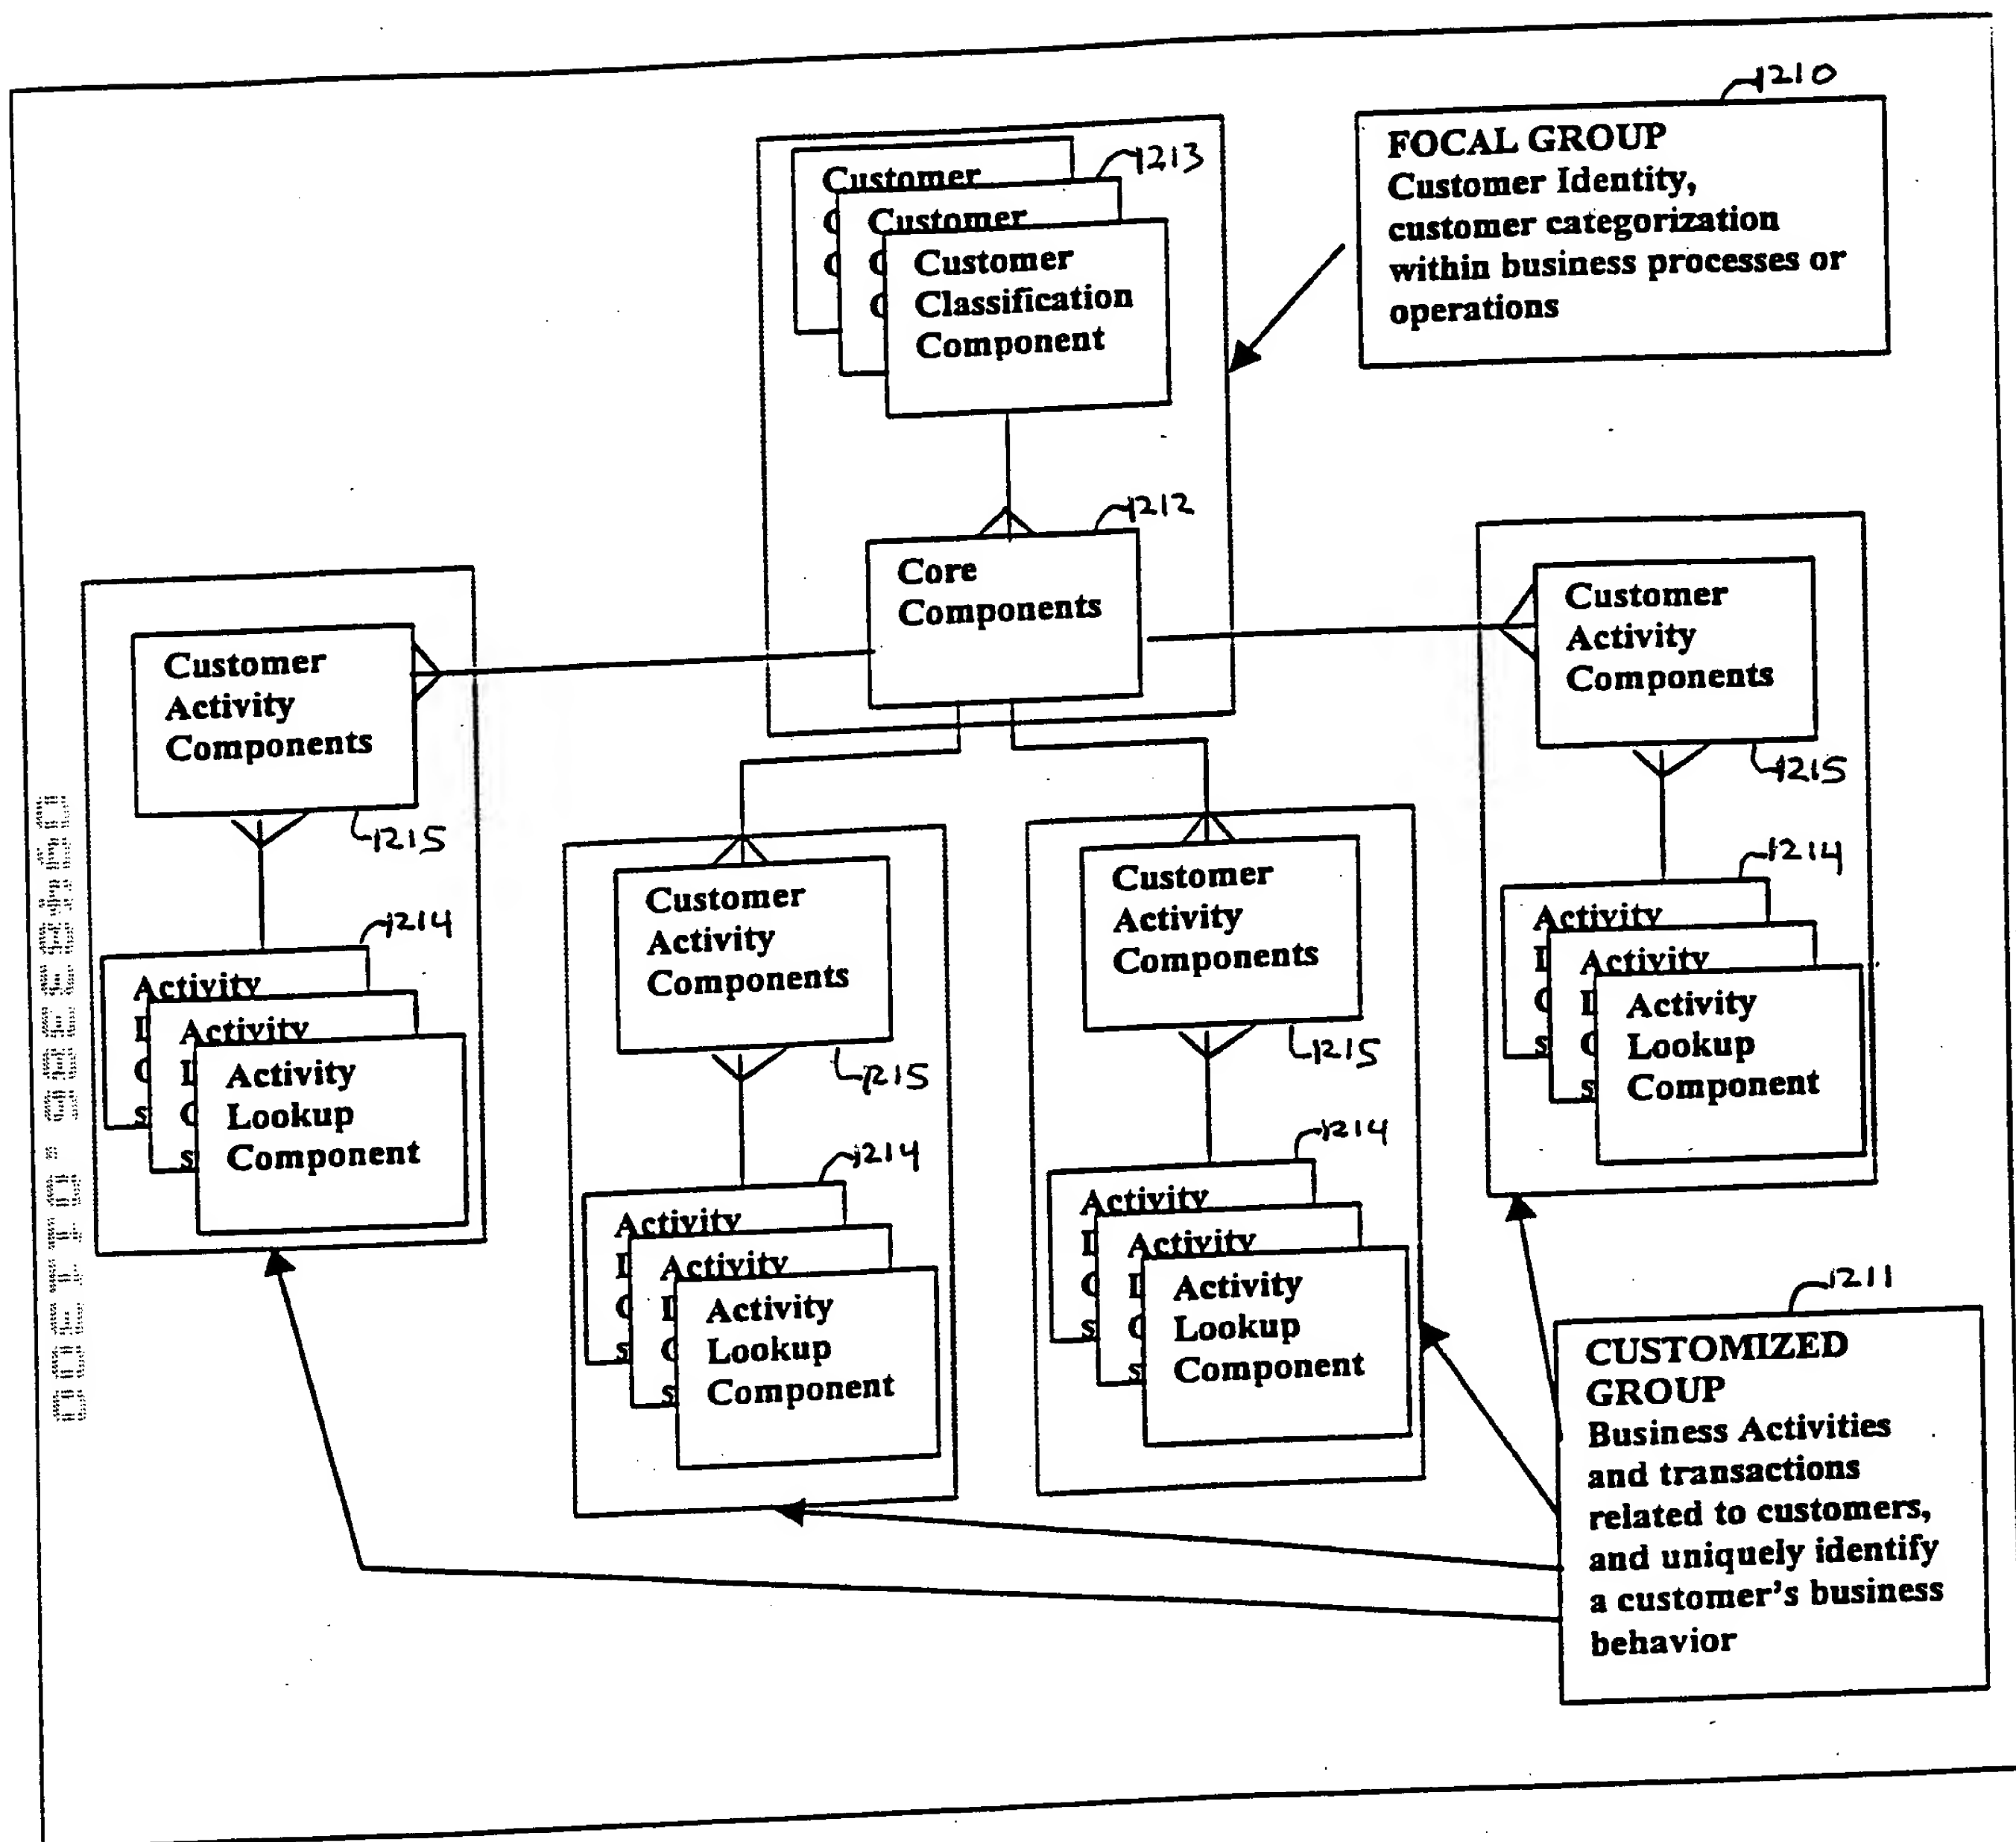 1210
FOCAL GROUP
Customer Identity,
customer categorization
within business processes or
operations
1213
Customer
C
C
Customer
C
C
Customer
Classification
Component
1212
Core
Components
Customer
Activity
Components
1215
1214
Activity
L
C
s
Activity
L
C
s
Activity
Lookup
Component
Customer
Activity
Components
1215
1214
Activity
L
C
s
Activity
L
C
s
Activity
Lookup
Component
Customer
Activity
Components
1215
1214
Activity
L
C
s
Activity
L
C
s
Activity
Lookup
Component
Customer
Activity
Components
1215
1214
Activity
L
C
s
Activity
L
C
s
Activity
Lookup
Component
1211
CUSTOMIZED
GROUP
Business Activities
and transactions
related to customers,
and uniquely identify
a customer's business
behavior